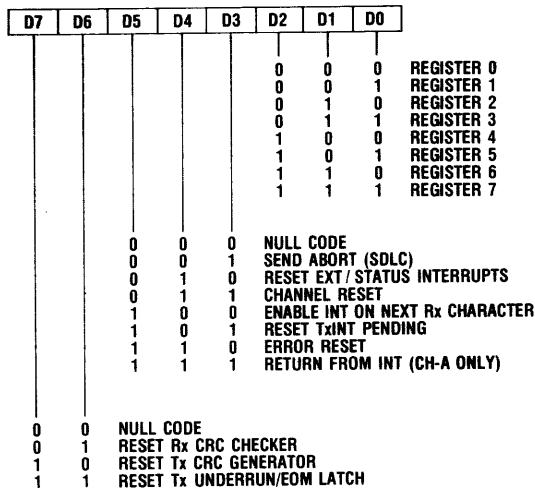 D7 D6 D5 D4 D3 D2 D1 D0
0 0 0 REGISTER 0
0 0 1 REGISTER 1
0 1 0 REGISTER 2
0 1 1 REGISTER 3
1 0 0 REGISTER 4
1 0 1 REGISTER 5
1 1 0 REGISTER 6
1 1 1 REGISTER 7
0 0 0 NULL CODE
0 0 1 SEND ABORT (SDLC)
0 1 0 RESET EXT/STATUS INTERRUPTS
0 1 1 CHANNEL RESET
1 0 0 ENABLE INT ON NEXT Rx CHARACTER
1 0 1 RESET TxINT PENDING
1 1 0 ERROR RESET
1 1 1 RETURN FROM INT (CH-A ONLY)
0 0 NULL CODE
0 1 RESET Rx CRC CHECKER
1 0 RESET Tx CRC GENERATOR
1 1 RESET Tx UNDERRUN/EOM LATCH